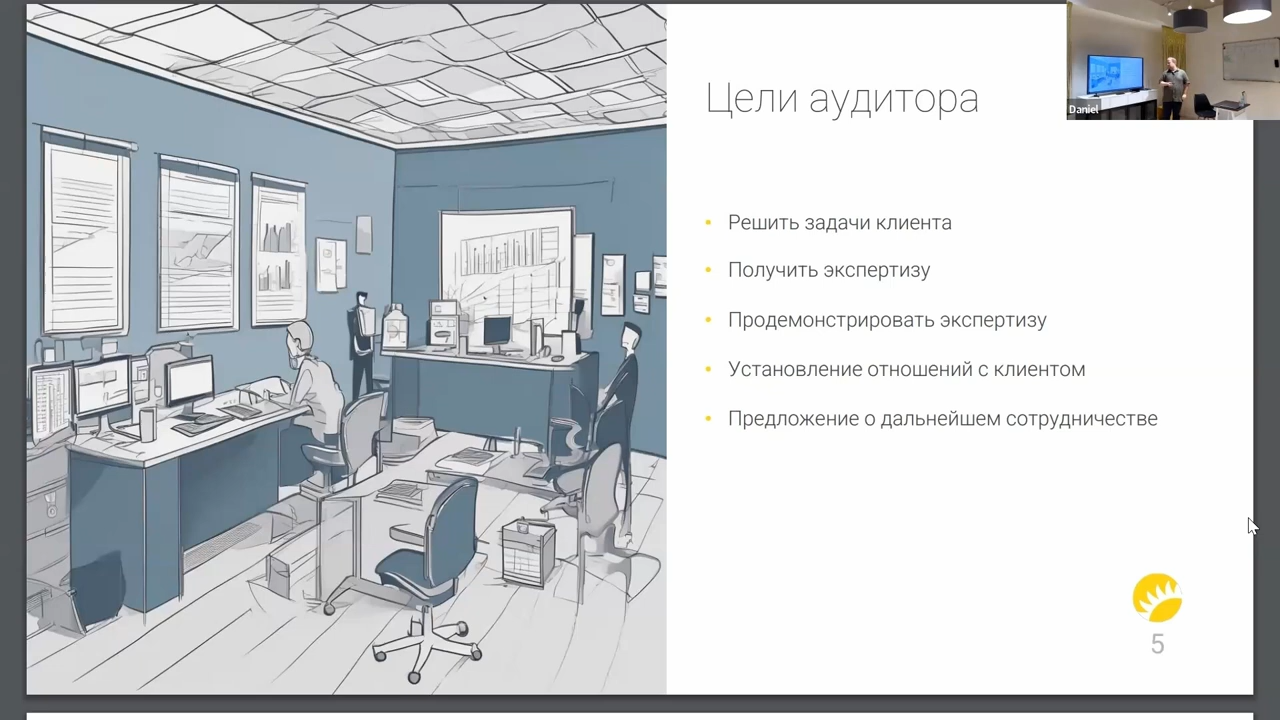 Цели аудитора
Daniel
Решить задачи клиента
Получить экспертизу
Продемонстрировать экспертизу
Установление отношений с клиентом
Предложение о дальнейшем сотрудничестве
5